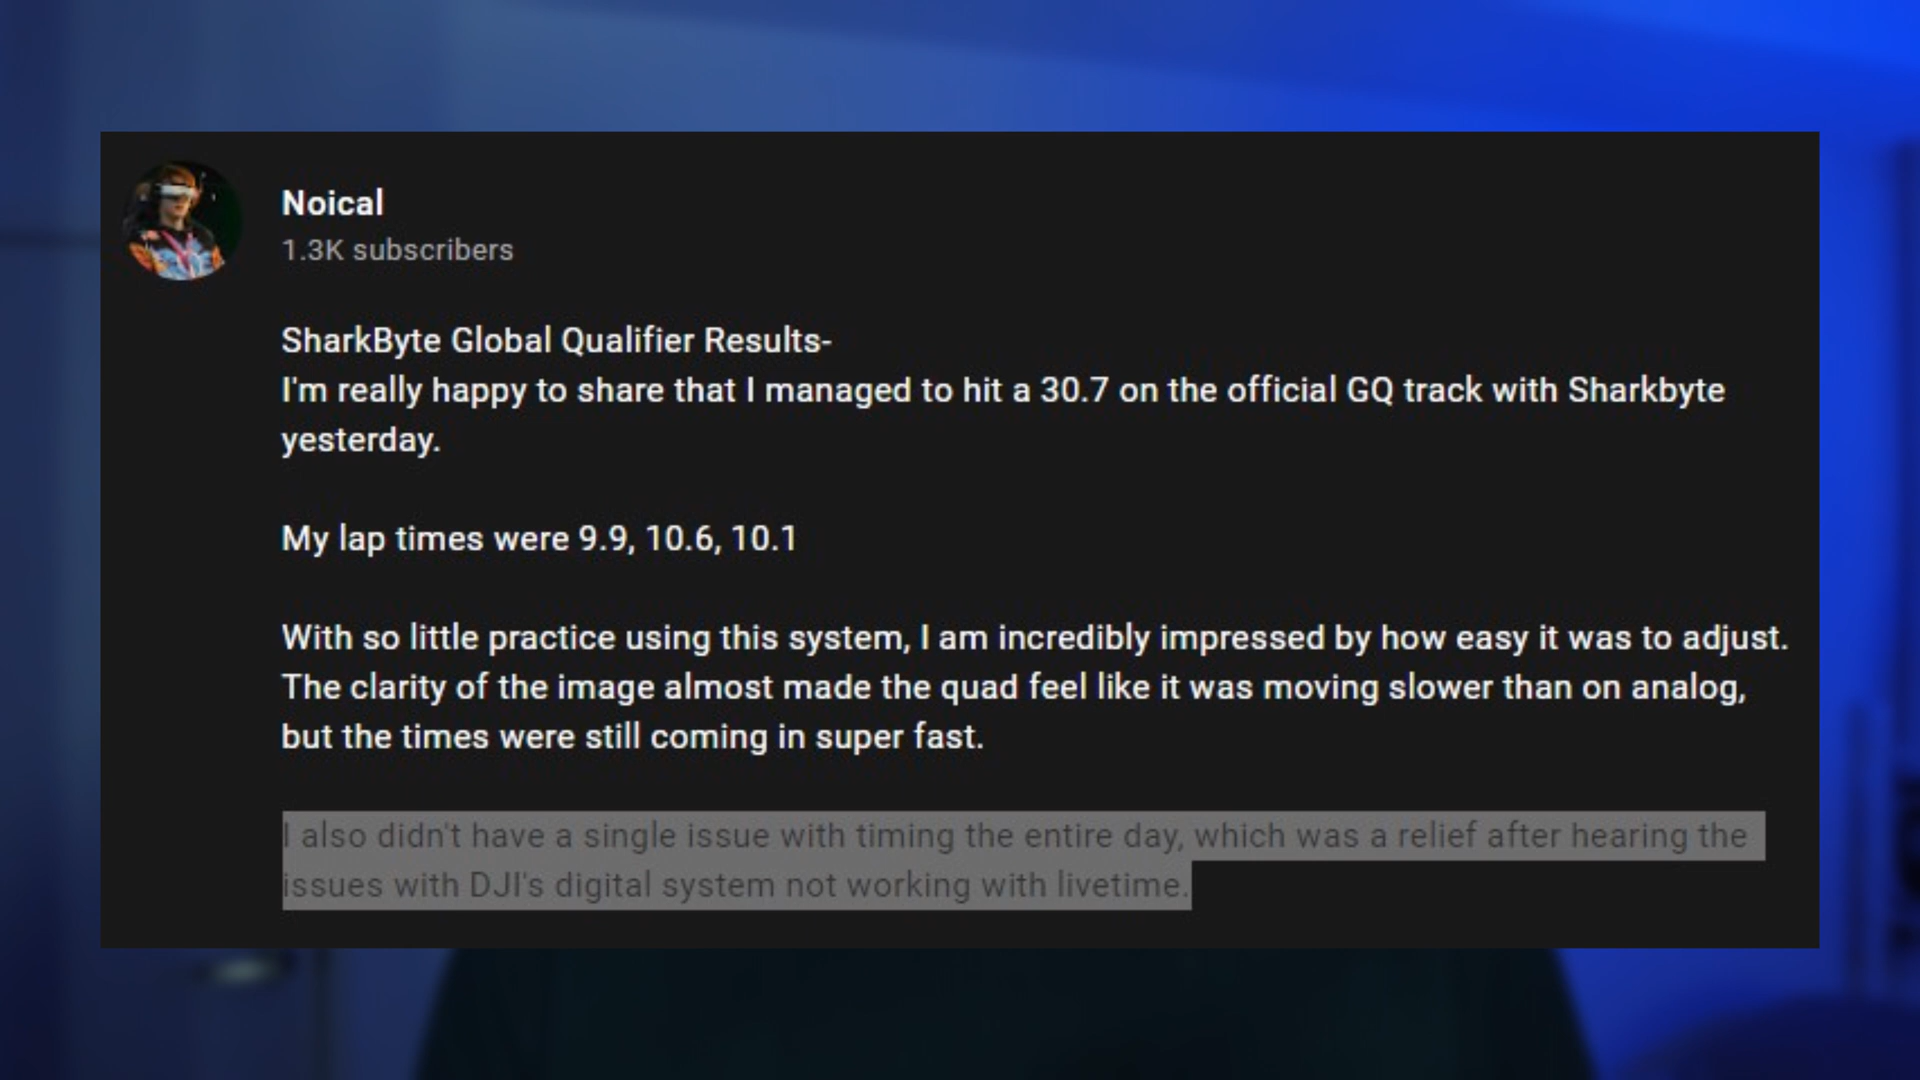 Noical
1.3K subscribers
SharkByte Global Qualifier Results-
I'm really happy to share that I managed to hit a 30.7 on the official GQ track with Sharkbyte
yesterday.
My lap times were 9.9, 10.6, 10.1
With so little practice using this system, I am incredibly impressed by how easy it was to adjust.
The clarity of the image almost made the quad feel like it was moving slower than on analog,
but the times were still coming in super fast.
I also didn't have a single issue with timing the entire day, which was a relief after hearing the
issues with DJI's digital system not working with livetime.